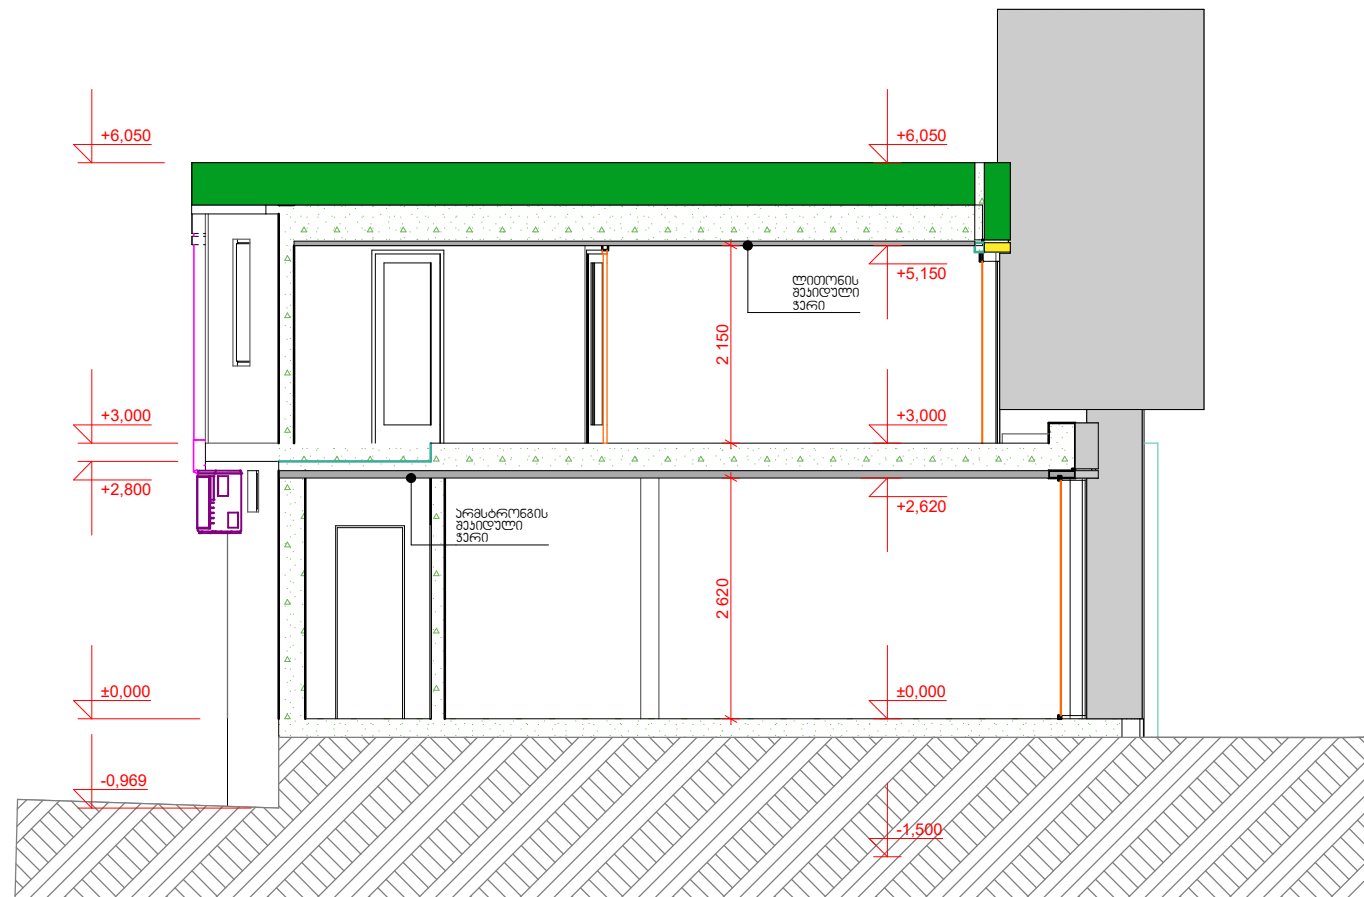 +6,050
+6,050
+5,150
ლითონის
შეკიდული
ჭერი
2 150
+3,000
+3,000
+2,800
+2,620
არმსტრონგის
შეკიდული
ჭერი
2 620
±0,000
±0,000
-0,969
-1,500